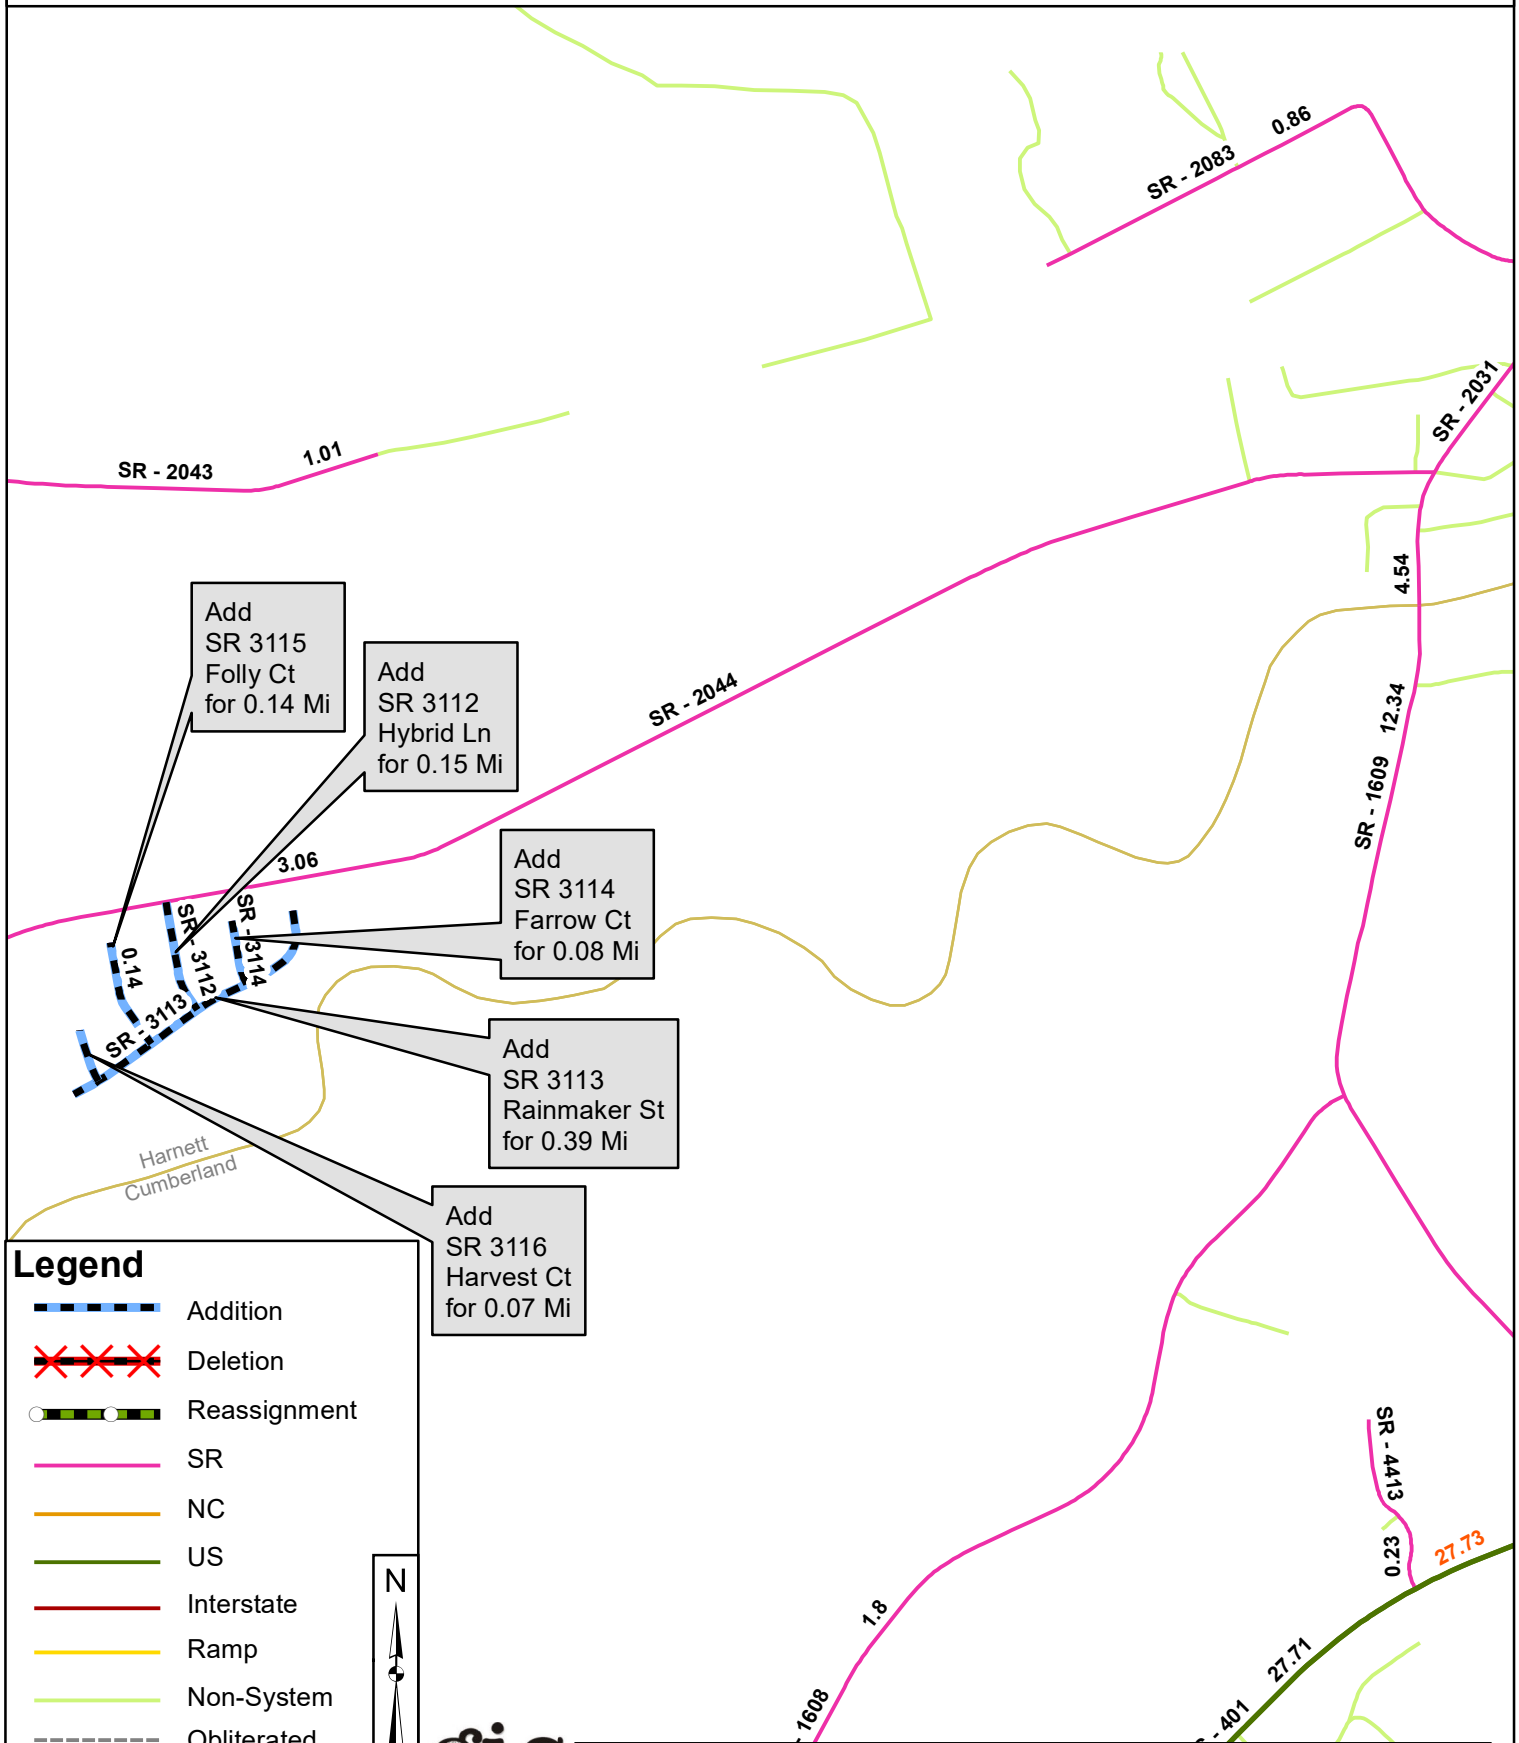 0.86
SR - 2083
SR - 2031
1.01
SR - 2043
4.54
Add
SR 3115
Folly Ct
for 0.14 Mi
Add
SR 3112
Hybrid Ln
for 0.15 Mi
SR - 2044
12.34
SR - 1609
3.06
Add
SR 3114
Farrow Ct
for 0.08 Mi
0.14
SR - 3112
SR - 3114
SR - 3113
Add
SR 3113
Rainmaker St
for 0.39 Mi
Harnett
Cumberland
Add
SR 3116
Harvest Ct
for 0.07 Mi
Legend
Addition
Deletion
Reassignment
SR
NC
US
Interstate
Ramp
Non-System
Obliterated
N
SR - 4413
0.23
27.73
1.8
27.71
- 1608
- 401